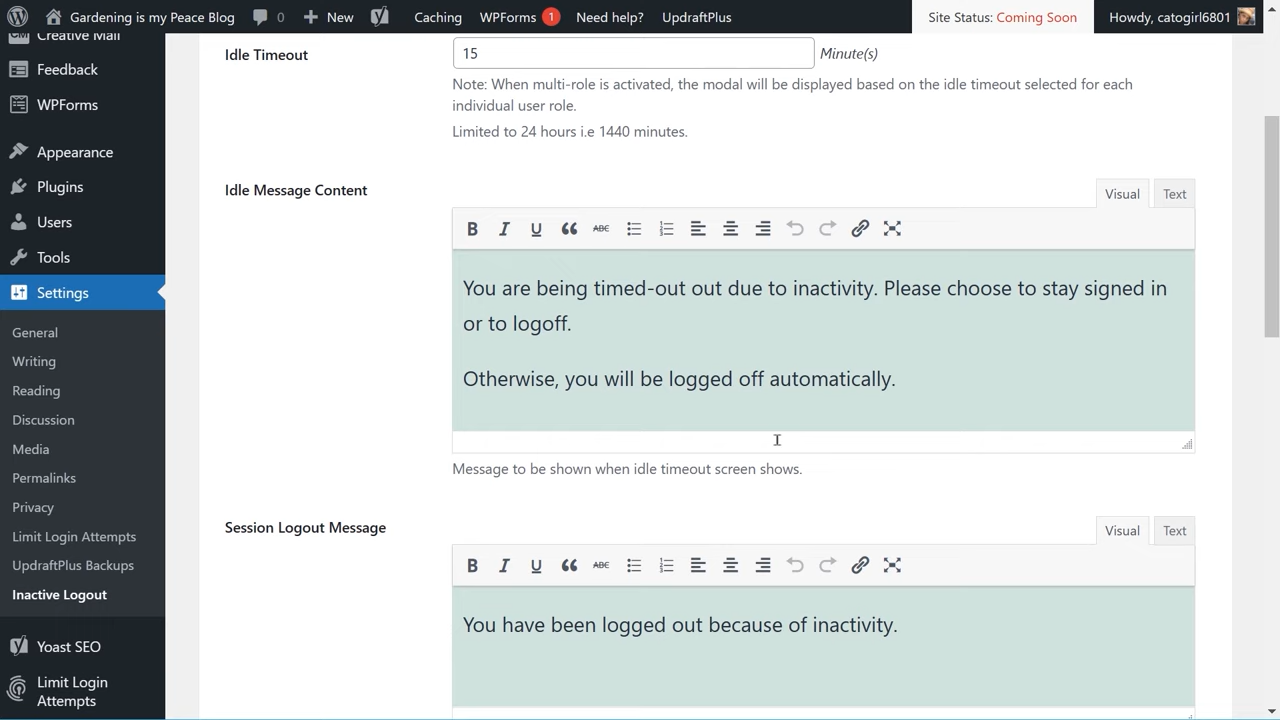 Gardening is my Peace Blog 0 New Caching WPForms 1 Need help? UpdraftPlus Site Status: Coming Soon Howdy, catogirl6801
Creative Mail
Feedback
WPForms
Appearance
Plugins
Users
Tools
Settings
General
Writing
Reading
Discussion
Media
Permalinks
Privacy
Limit Login Attempts
UpdraftPlus Backups
Inactive Logout
Yoast SEO
Limit Login
Attempts
Idle Timeout 15 Minute(s)
Note: When multi-role is activated, the modal will be displayed based on the idle timeout selected for each
individual user role.
Limited to 24 hours i.e 1440 minutes.
Idle Message Content Visual Text
B I U ABC
You are being timed-out out due to inactivity. Please choose to stay signed in
or to logoff.
Otherwise, you will be logged off automatically.
Message to be shown when idle timeout screen shows.
Session Logout Message Visual Text
B I U ABC
You have been logged out because of inactivity.